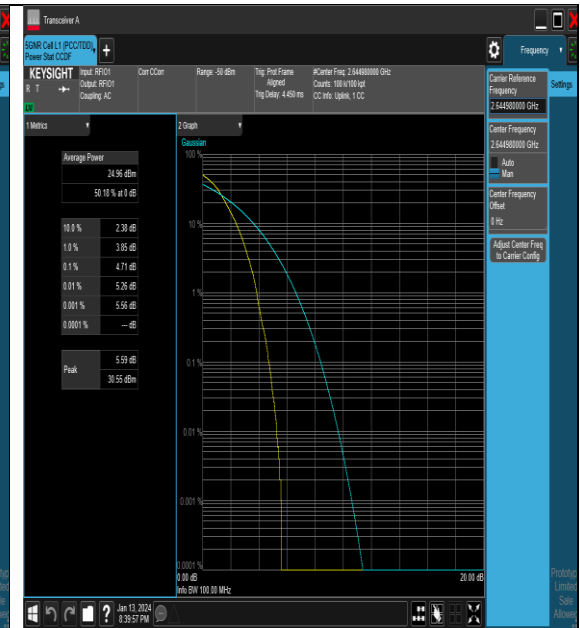 Transceiver A
5GNR Cell L1 (PCC/TDD),
Power Stat CCDF
+
Frequency
KEYSIGHT
R T
LXI
Input: RFIO1
Output: RFIO1
Coupling: AC
Corr CCorr
Range: -50 dBm
Trig: Prot Frame
Aligned
Trig Delay: 4.450 ms
#Center Freq: 2.644980000 GHz
Counts: 100 k/100 kpt
CC Info: Uplink, 1 CC
Carrier Reference
Frequency
2.644980000 GHz
Settings
Center Frequency
2.644980000 GHz
Auto
Man
Center Frequency
Offset
0 Hz
Adjust Center Freq
to Carrier Config
1 Metrics
Average Power
24.96 dBm
50.18 % at 0 dB
10.0 % 2.38 dB
1.0 % 3.85 dB
0.1 % 4.71 dB
0.01 % 5.26 dB
0.001 % 5.56 dB
0.0001 % --- dB
Peak
5.59 dB
30.55 dBm
2 Graph
Gaussian
100 %
10 %
1 %
0.1 %
0.01 %
0.001 %
0.0001 %
0.00 dB
20.00 dB
Info BW 100.00 MHz
Jan 13, 2024
8:39:57 PM
?